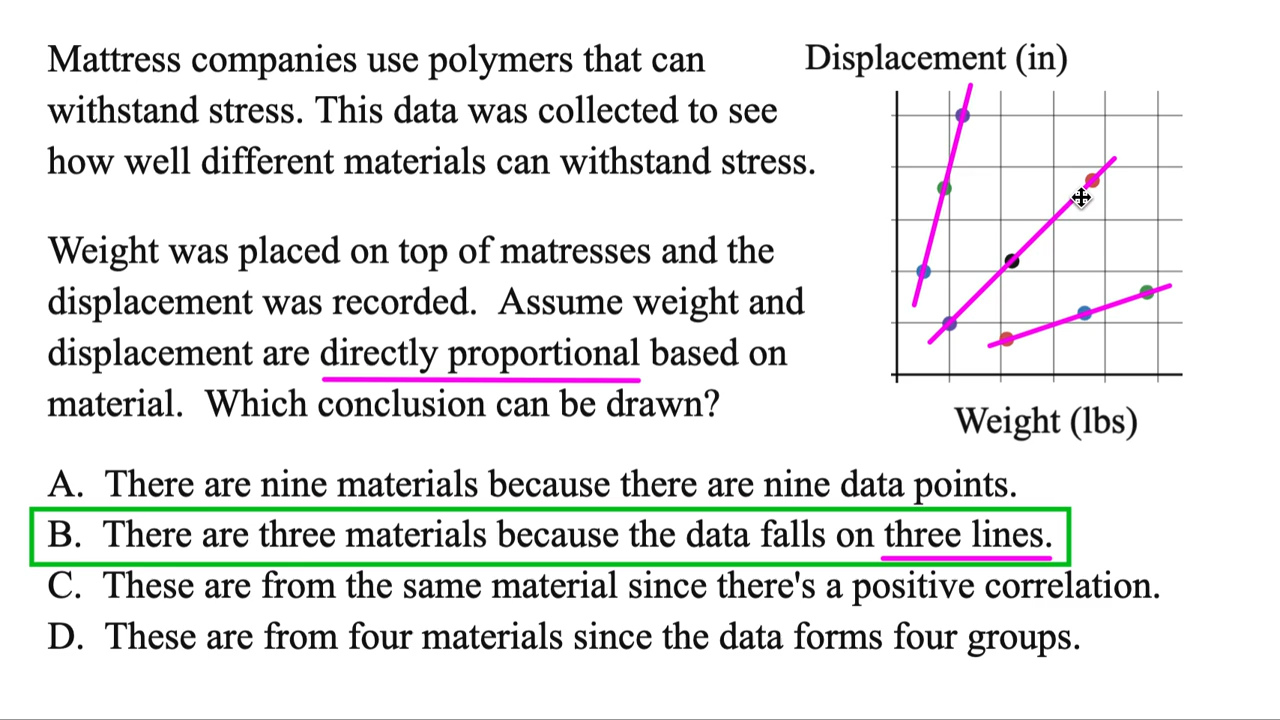 Mattress companies use polymers that can
withstand stress. This data was collected to see
how well different materials can withstand stress.
Weight was placed on top of matresses and the
displacement was recorded. Assume weight and
displacement are directly proportional based on
material. Which conclusion can be drawn?
Displacement (in)
Weight (lbs)
A. There are nine materials because there are nine data points.
B. There are three materials because the data falls on three lines.
C. These are from the same material since there's a positive correlation.
D. These are from four materials since the data forms four groups.